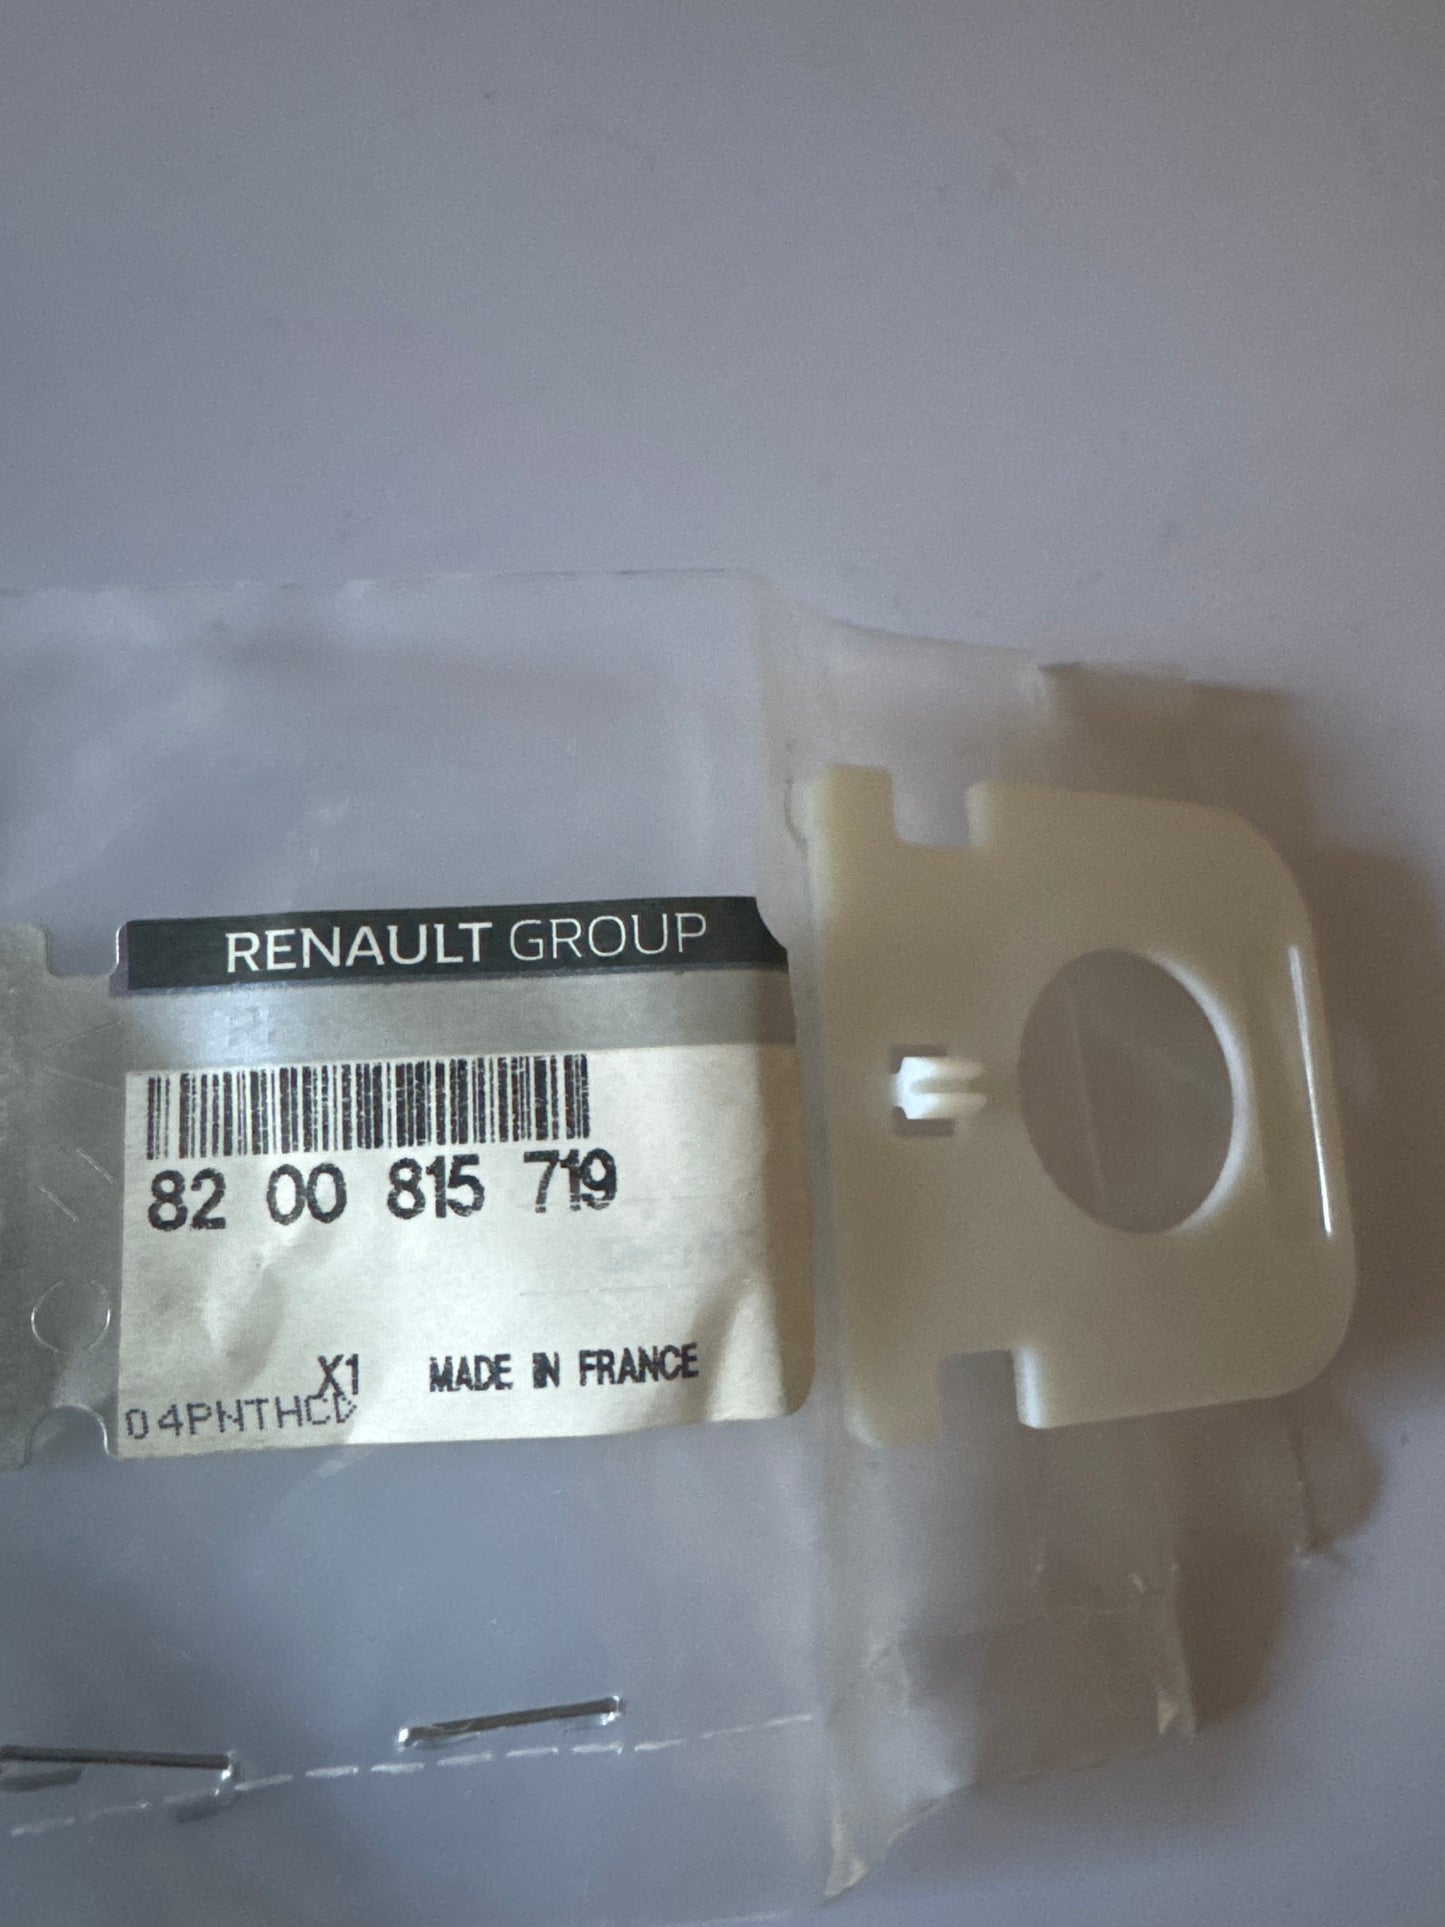 RENAULT GROUP
82 00 815 719
X1 MADE IN FRANCE
04PNTHCD